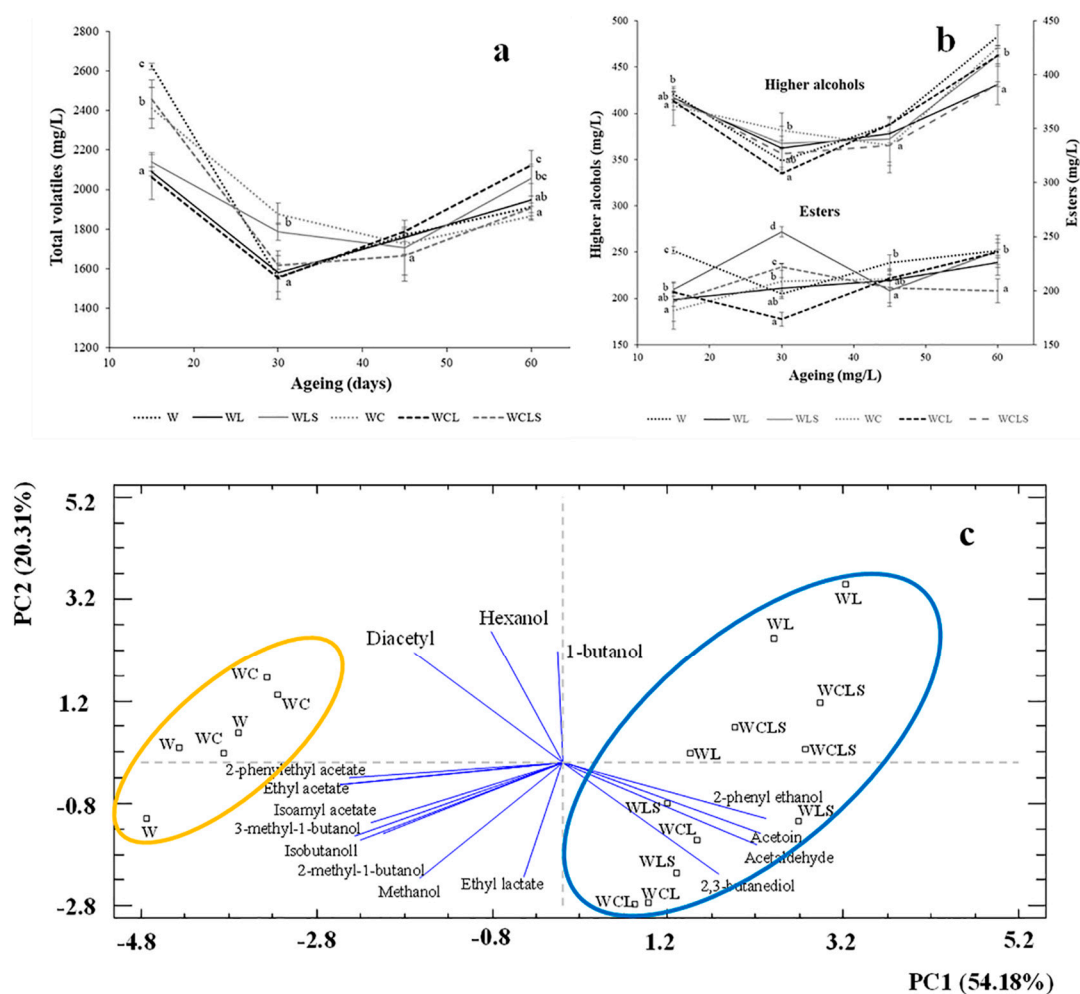 a
2800
2600
2400
2200
2000
1800
1600
1400
1200
Total volatiles (mg/L)
c
b
a
b
a
c
bc
ab
a
10 20 30 40 50 60
Ageing (days)
W WL WLS WC WCL WCLS
b
500
450
400
350
300
250
200
150
Higher alcohols (mg/L)
450
400
350
300
250
200
150
Esters (mg/L)
Higher alcohols
b
ab
a
b
ab
a
a
b
a
Esters
c
b
ab
a
d
c
b
ab
a
b
ab
a
b
a
10 20 30 40 50 60
Ageing (mg/L)
W WL WLS WC WCL WCLS
c
PC2 (20.31%)
5.2
3.2
1.2
-0.8
-2.8
WL
WL
Hexanol
Diacetyl
1-butanol
WC
WC
WCLS
W
WCLS
W
WC
WL
WCLS
2-phenylethyl acetate
Ethyl acetate
2-phenyl ethanol
Isoamyl acetate
WLS
WLS
W
3-methyl-1-butanol
WCL
Acetoin
Isobutanoll
Acetaldehyde
2-methyl-1-butanol
WLS
Methanol
Ethyl lactate
2,3-butanediol
WCL
WCL
-4.8 -2.8 -0.8 1.2 3.2 5.2
PC1 (54.18%)